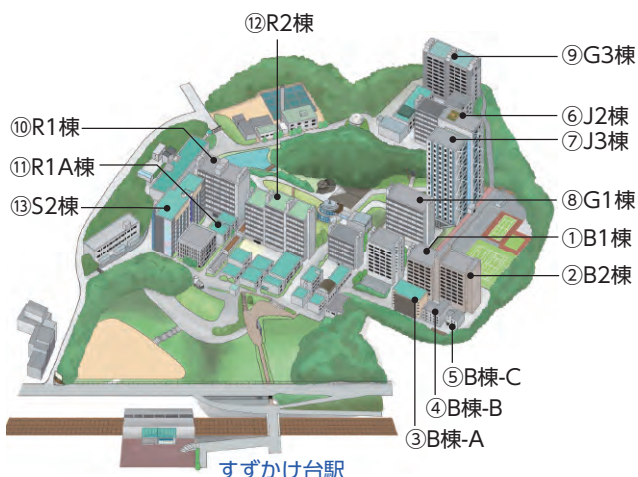 ⑫R2棟
⑨G3棟
⑥J2棟
⑩R1棟
⑦J3棟
⑪R1A棟
⑧G1棟
⑬S2棟
①B1棟
②B2棟
⑤B棟-C
④B棟-B
③B棟-A
すずかけ台駅